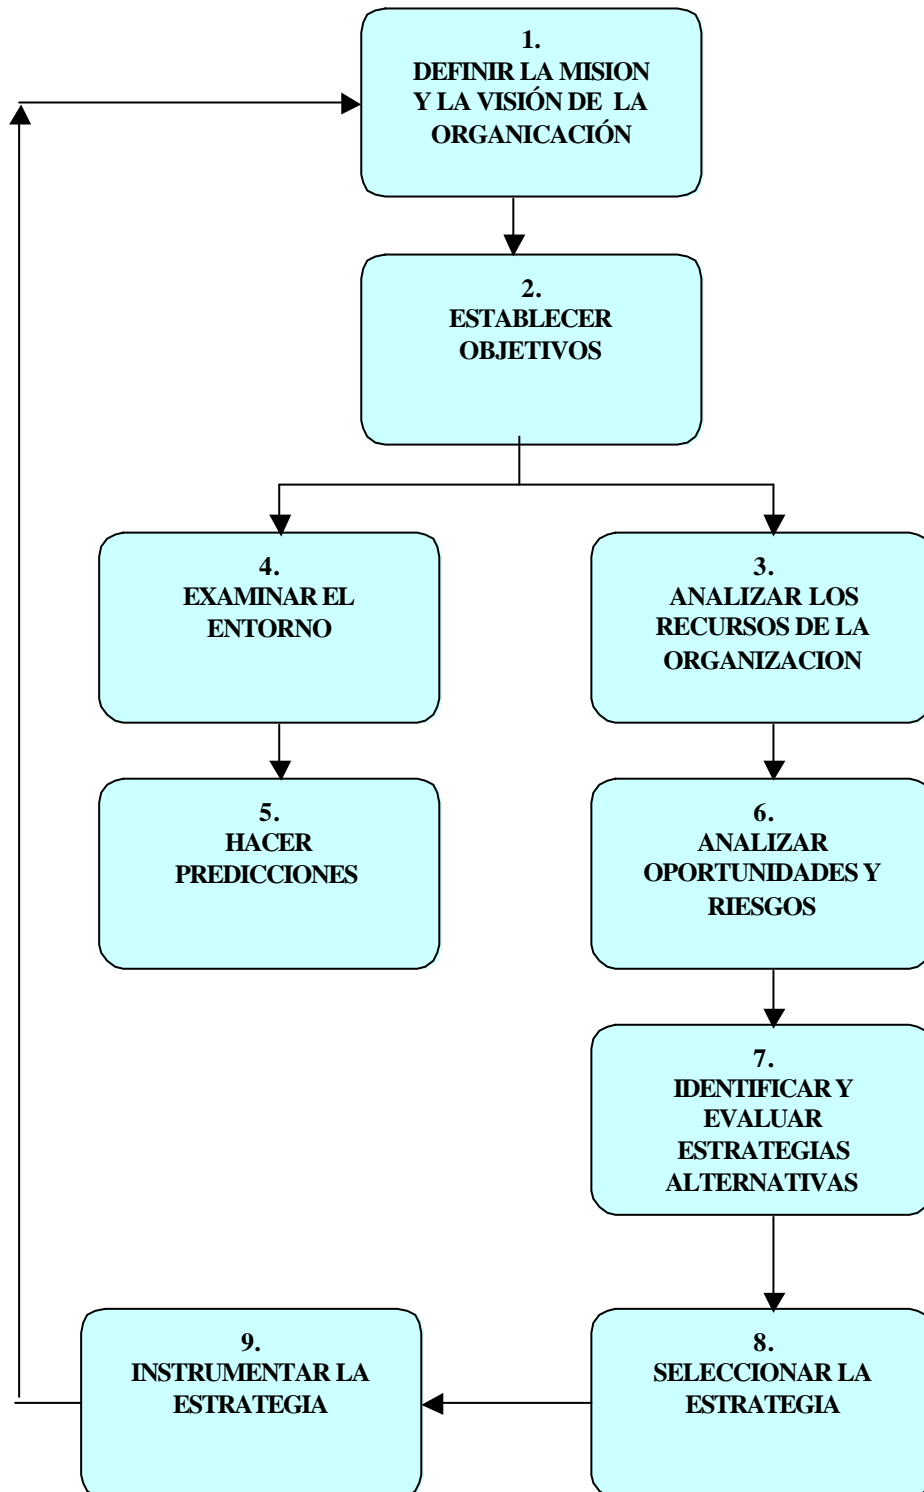 1.
DEFINIR LA MISION
Y LA VISIÓN DE LA
ORGANICACIÓN
2.
ESTABLECER
OBJETIVOS
4.
EXAMINAR EL
ENTORNO
3.
ANALIZAR LOS
RECURSOS DE LA
ORGANIZACION
5.
HACER
PREDICCIONES
6.
ANALIZAR
OPORTUNIDADES Y
RIESGOS
7.
IDENTIFICAR Y
EVALUAR
ESTRATEGIAS
ALTERNATIVAS
9.
INSTRUMENTAR LA
ESTRATEGIA
8.
SELECCIONAR LA
ESTRATEGIA